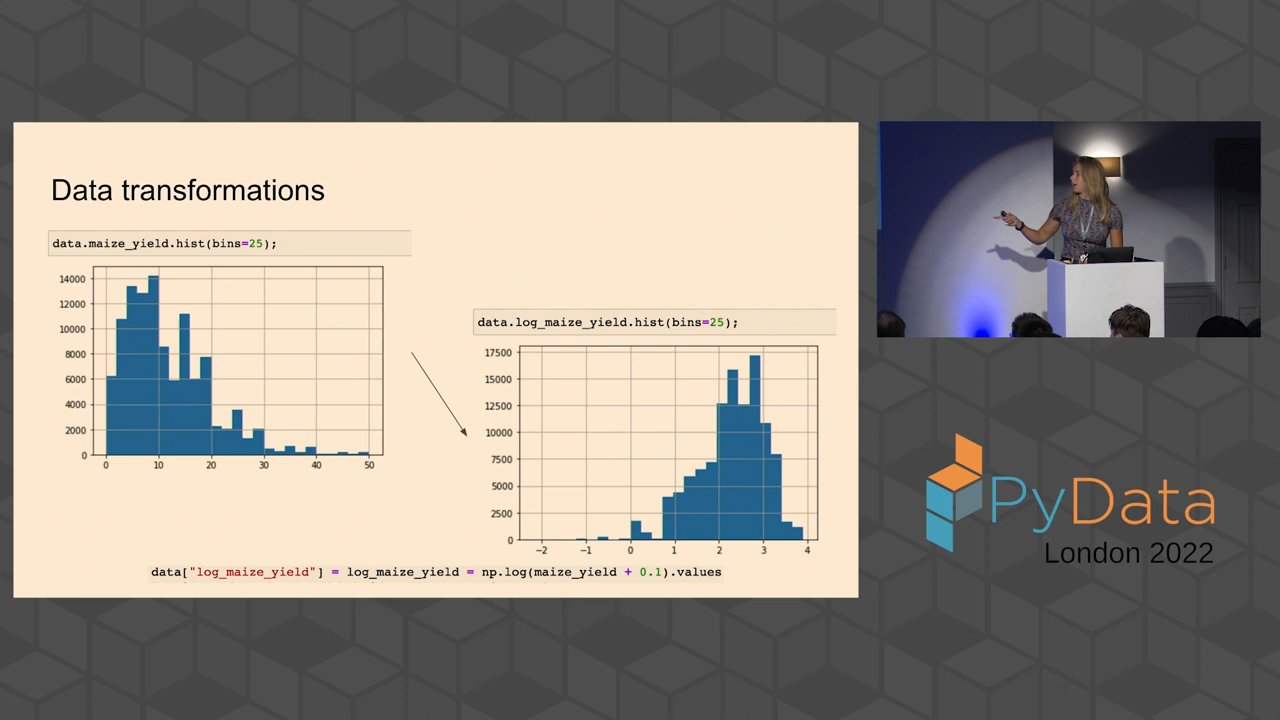 Data transformations
data.maize_yield.hist(bins=25);
14000
12000
10000
8000
6000
4000
2000
0
0 10 20 30 40 50
data.log_maize_yield.hist(bins=25);
17500
15000
12500
10000
7500
5000
2500
0
−2 −1 0 1 2 3 4
data["log_maize_yield"] = log_maize_yield = np.log(maize_yield + 0.1).values
PyData
London 2022